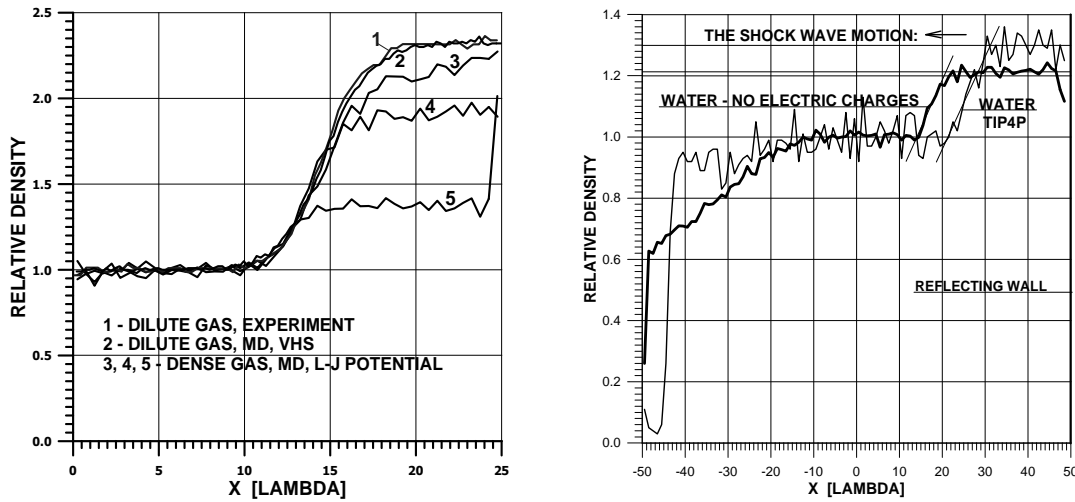 2.5
2.0
1.5
1.0
0.5
0.0
RELATIVE DENSITY
1
2
3
4
5
1 - DILUTE GAS, EXPERIMENT
2 - DILUTE GAS, MD, VHS
3, 4, 5 - DENSE GAS, MD, L-J POTENTIAL
0 5 10 15 20 25
X [LAMBDA]
1.4
1.2
1.0
0.8
0.6
0.4
0.2
0.0
RELATIVE DENSITY
THE SHOCK WAVE MOTION:
WATER - NO ELECTRIC CHARGES
WATER
TIP4P
REFLECTING WALL
-50 -40 -30 -20 -10 0 10 20 30 40 50
X [LAMBDA]